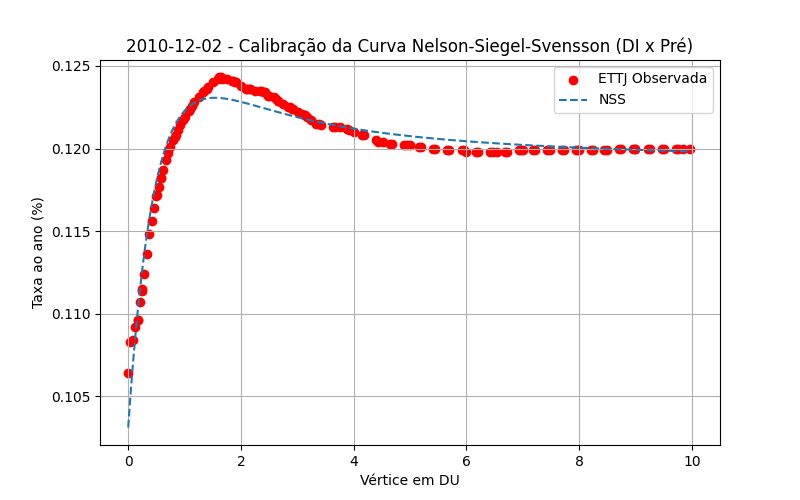 2010-12-02 - Calibração da Curva Nelson-Siegel-Svensson (DI x Pré)
ETTJ Observada
NSS
Taxa ao ano (%)
0.125
0.120
0.115
0.110
0.105
0 2 4 6 8 10
Vértice em DU